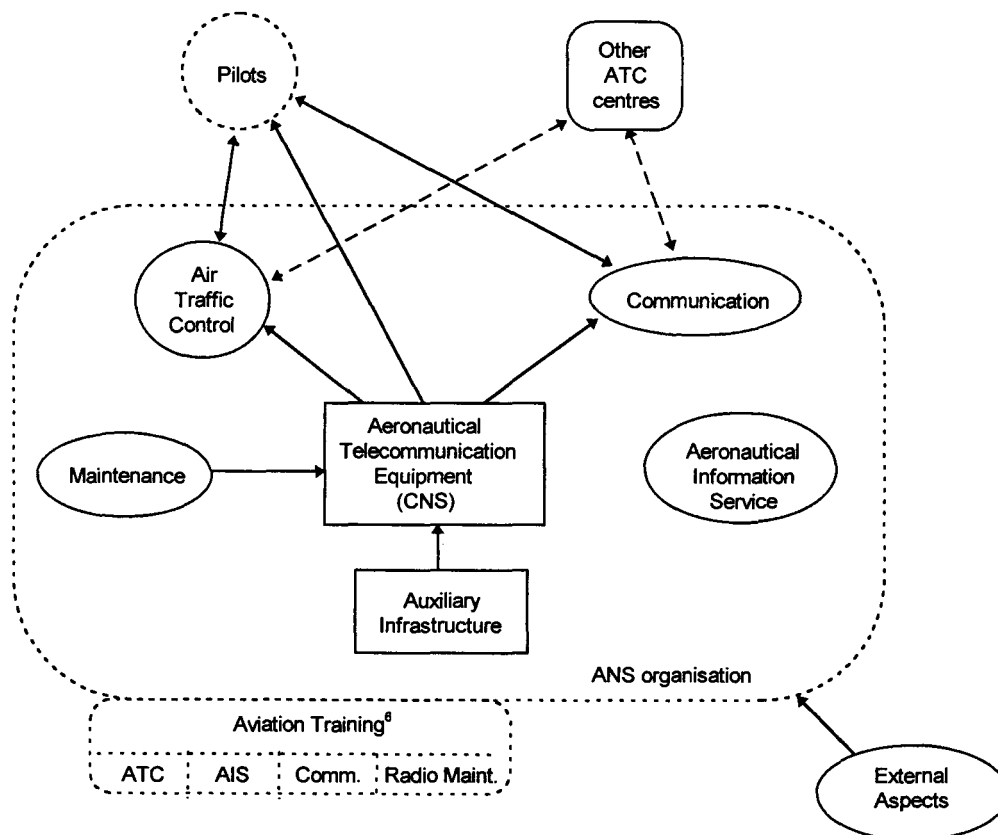 Pilots
Other
ATC
centres
Air
Traffic
Control
Communication
Aeronautical
Telecommunication
Equipment
(CNS)
Maintenance
Aeronautical
Information
Service
Auxiliary
Infrastructure
ANS organisation
Aviation Training⁶
ATC AIS Comm. Radio Maint.
External
Aspects